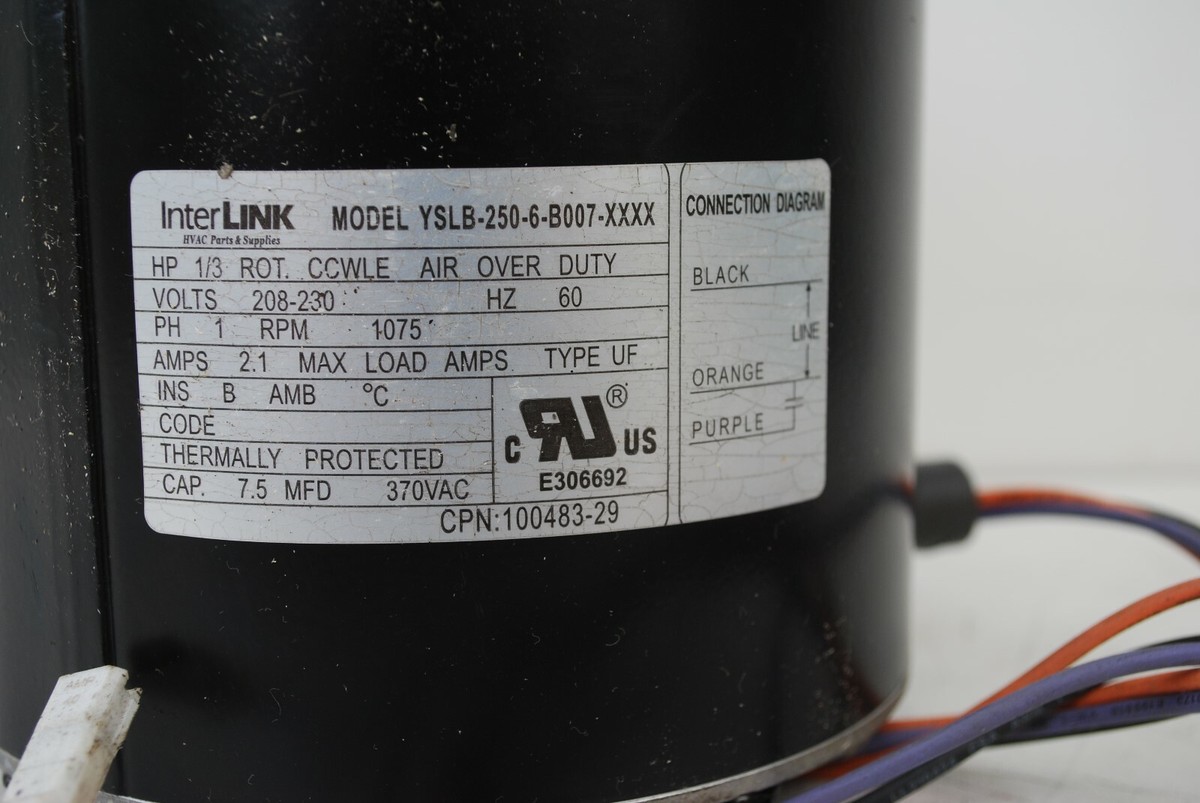 InterLINK
HVAC Parts & Supplies
MODEL YSLB-250-6-B007-XXXX
HP 1/3 ROT. CCWLE AIR OVER DUTY
VOLTS 208-230 HZ 60
PH 1 RPM 1075
AMPS 2.1 MAX LOAD AMPS TYPE UF
INS B AMB °C
CODE
THERMALLY PROTECTED
CAP. 7.5 MFD 370VAC
C RU® US
E306692
CPN:100483-29
CONNECTION DIAGRAM
BLACK
LINE
ORANGE
PURPLE